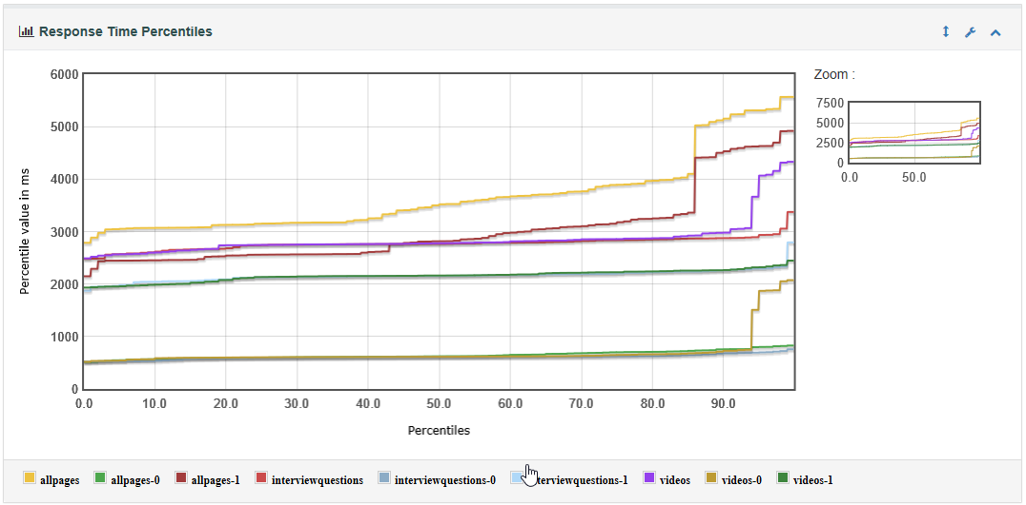 Response Time Percentiles
Zoom :
6000
5000
4000
3000
2000
1000
0
Percentile value in ms
0.0 10.0 20.0 30.0 40.0 50.0 60.0 70.0 80.0 90.0
Percentiles
7500
5000
2500
0
0.0 50.0
allpages allpages-0 allpages-1 interviewquestions interviewquestions-0 terviewquestions-1 videos videos-0 videos-1